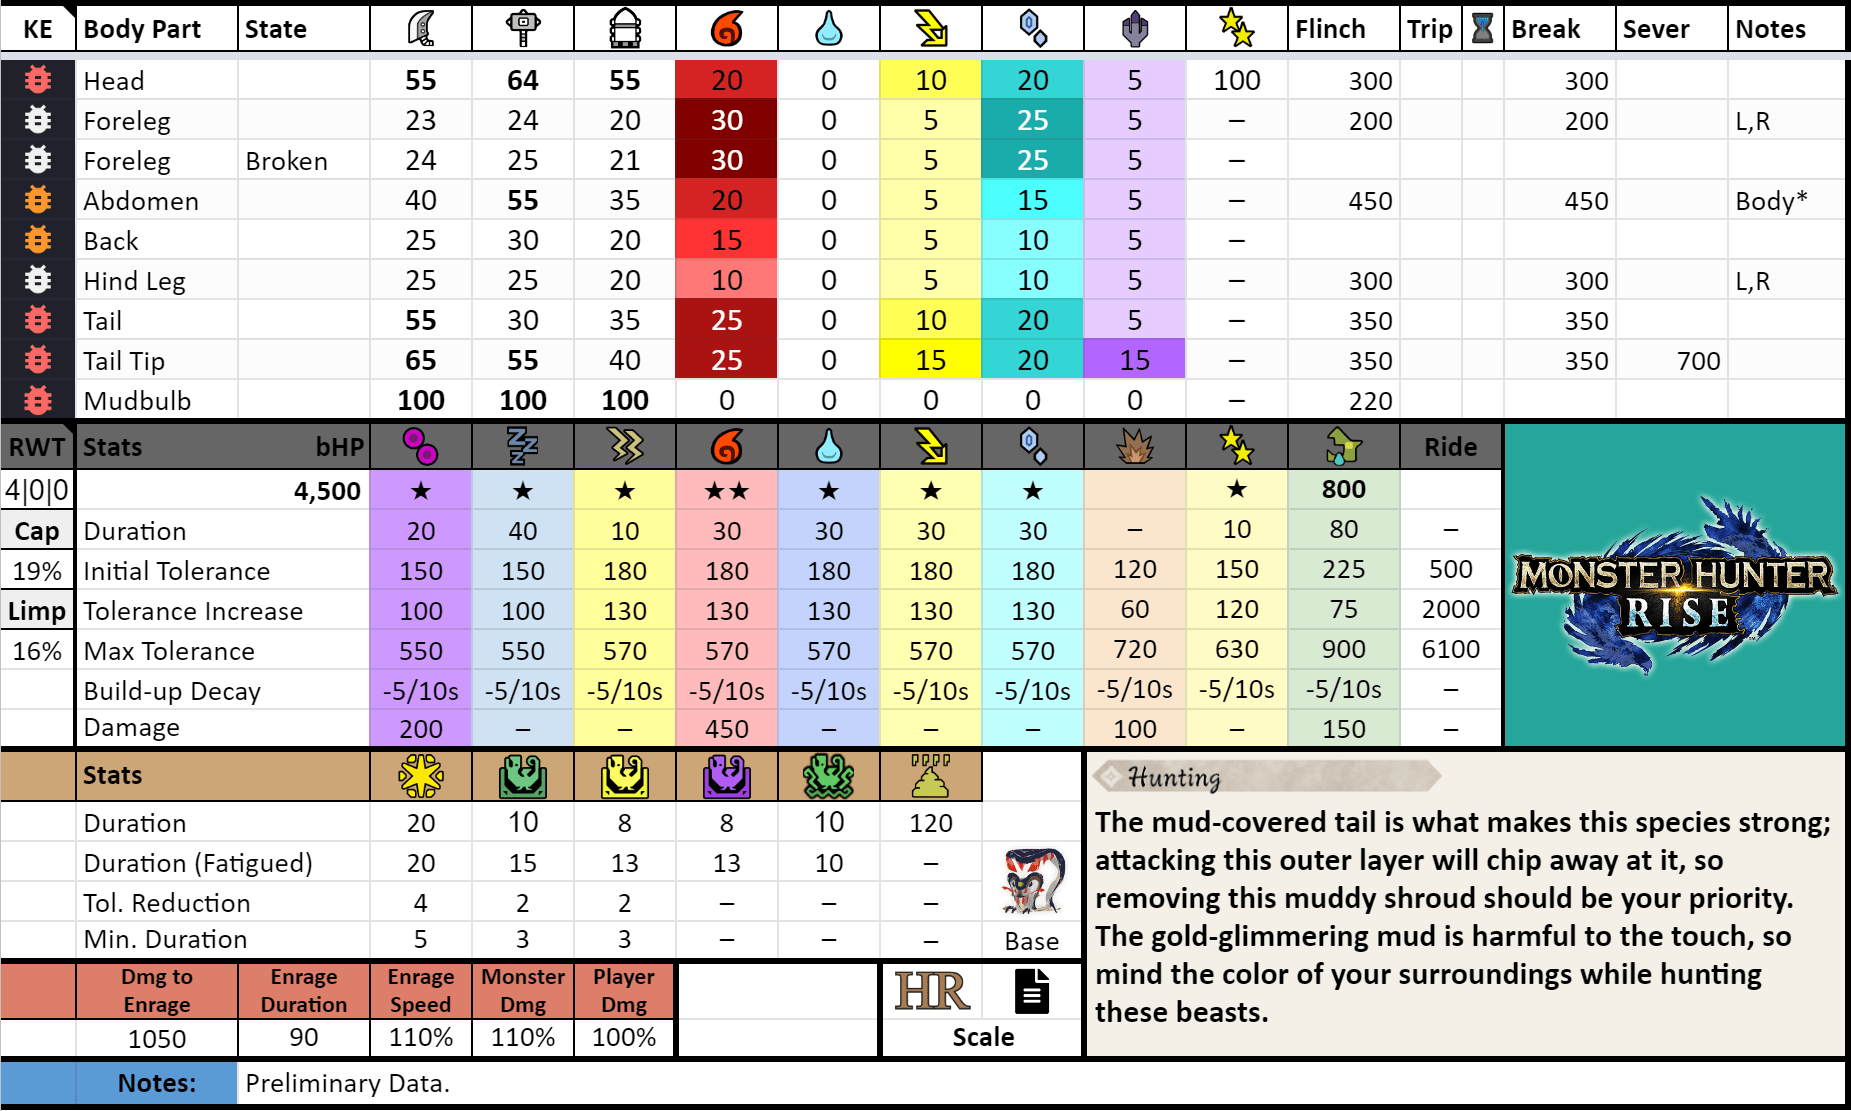 KE Body Part State Flinch Trip Break Sever Notes
Head 55 64 55 20 0 10 20 5 100 300 300
Foreleg 23 24 20 30 0 5 25 5 – 200 200 L,R
Foreleg Broken 24 25 21 30 0 5 25 5 –
Abdomen 40 55 35 20 0 5 15 5 – 450 450 Body*
Back 25 30 20 15 0 5 10 5 –
Hind Leg 25 25 20 10 0 5 10 5 – 300 300 L,R
Tail 55 30 35 25 0 10 20 5 – 350 350
Tail Tip 65 55 40 25 0 15 20 15 – 350 350 700
Mudbulb 100 100 100 0 0 0 0 0 – 220
RWT Stats bHP Ride
4|0|0 4,500 ★ ★ ★ ★★ ★ ★ ★ ★ 800
Cap Duration 20 40 10 30 30 30 30 – 10 80 –
19% Initial Tolerance 150 150 180 180 180 180 180 120 150 225 500
Limp Tolerance Increase 100 100 130 130 130 130 130 60 120 75 2000
16% Max Tolerance 550 550 570 570 570 570 570 720 630 900 6100
Build-up Decay -5/10s -5/10s -5/10s -5/10s -5/10s -5/10s -5/10s -5/10s -5/10s -5/10s –
Damage 200 – – 450 – – – 100 – 150 –
MONSTER HUNTER
RISE
Stats
Duration 20 10 8 8 10 120
Duration (Fatigued) 20 15 13 13 10 –
Tol. Reduction 4 2 2 – – –
Min. Duration 5 3 3 – – – Base
Dmg to Enrage Enrage Duration Enrage Speed Monster Dmg Player Dmg HR
1050 90 110% 110% 100% Scale
Hunting
The mud-covered tail is what makes this species strong;
attacking this outer layer will chip away at it, so
removing this muddy shroud should be your priority.
The gold-glimmering mud is harmful to the touch, so
mind the color of your surroundings while hunting
these beasts.
Notes: Preliminary Data.